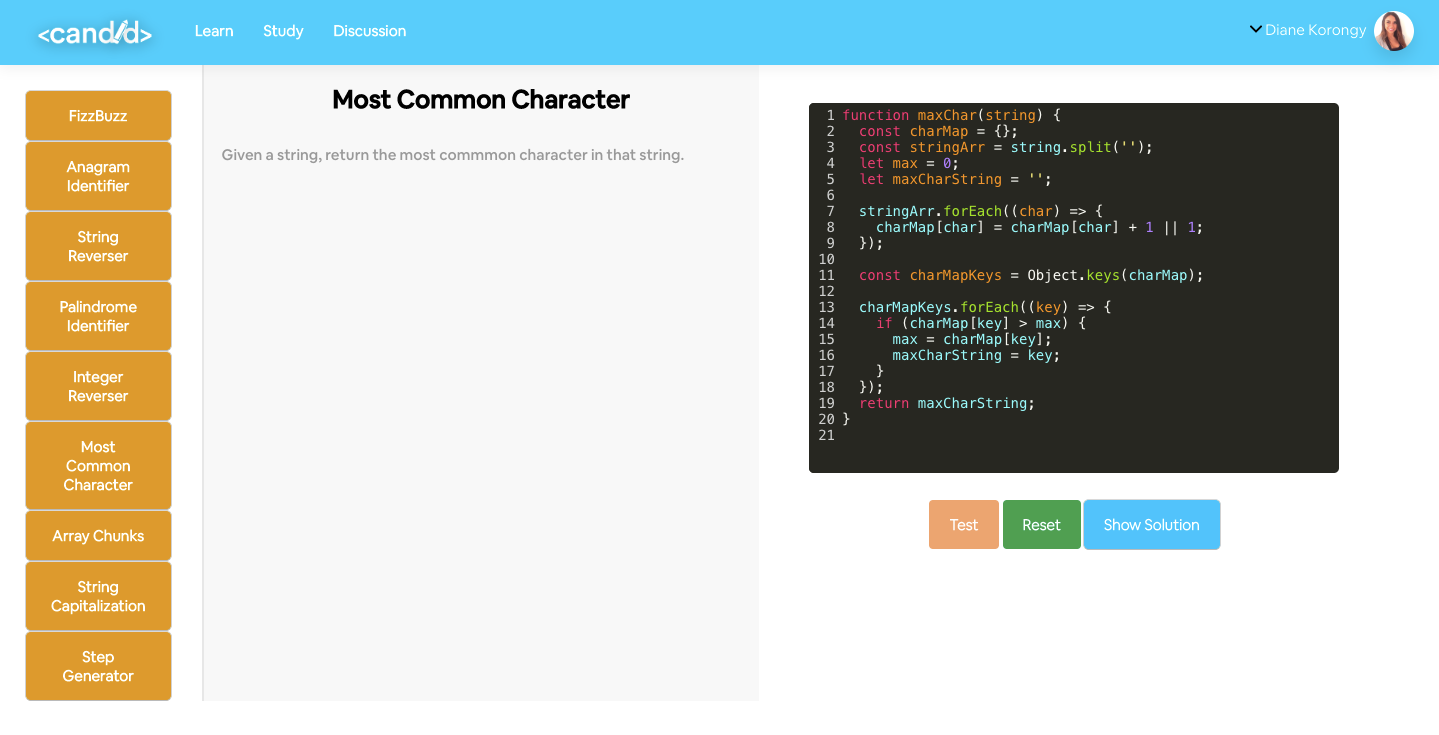 <cand/d>
Learn
Study
Discussion
Diane Korongy
FizzBuzz
Anagram
Identifier
String
Reverser
Palindrome
Identifier
Integer
Reverser
Most
Common
Character
Array Chunks
String
Capitalization
Step
Generator
Most Common Character
Given a string, return the most commmon character in that string.
1 function maxChar(string) {
2   const charMap = {};
3   const stringArr = string.split('');
4   let max = 0;
5   let maxCharString = '';
6
7   stringArr.forEach((char) => {
8     charMap[char] = charMap[char] + 1 || 1;
9   });
10
11   const charMapKeys = Object.keys(charMap);
12
13   charMapKeys.forEach((key) => {
14     if (charMap[key] > max) {
15       max = charMap[key];
16       maxCharString = key;
17     }
18   });
19   return maxCharString;
20 }
21
Test
Reset
Show Solution